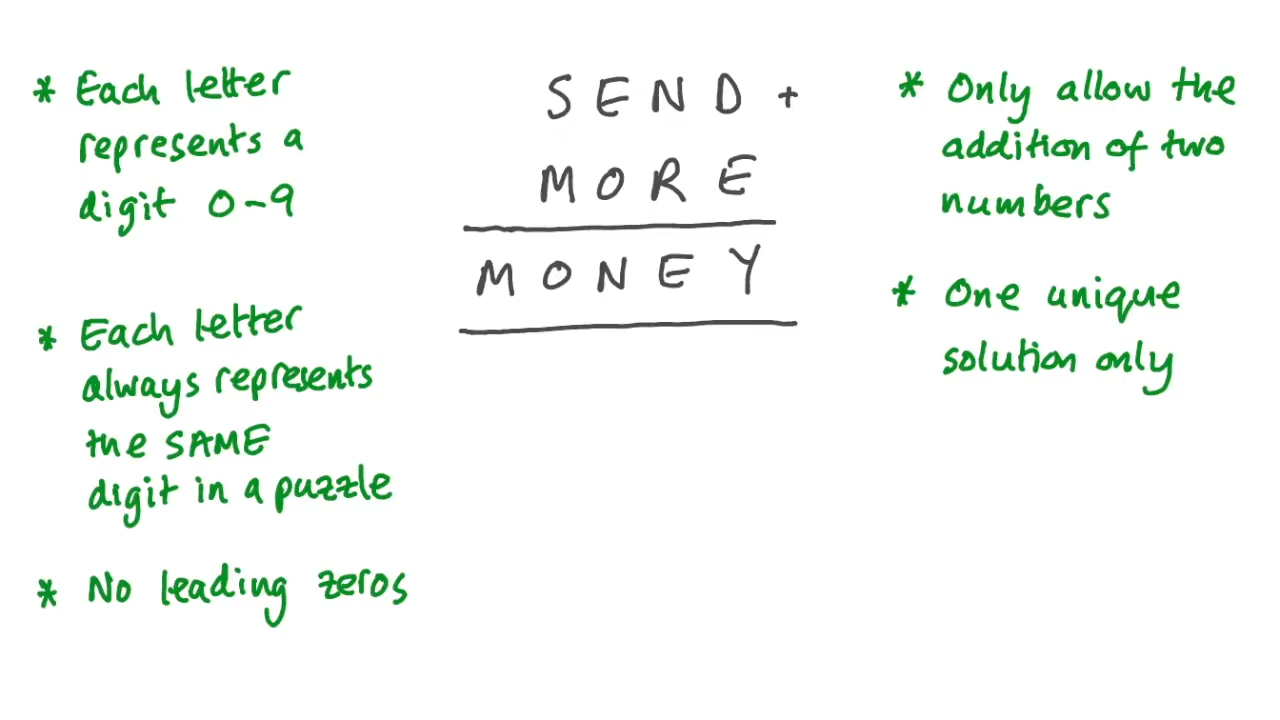 * Each letter
represents a
digit 0-9
* Each letter
always represents
the SAME
digit in a puzzle
* No leading zeros
SEND +
MORE
MONEY
* Only allow the
addition of two
numbers
* One unique
solution only